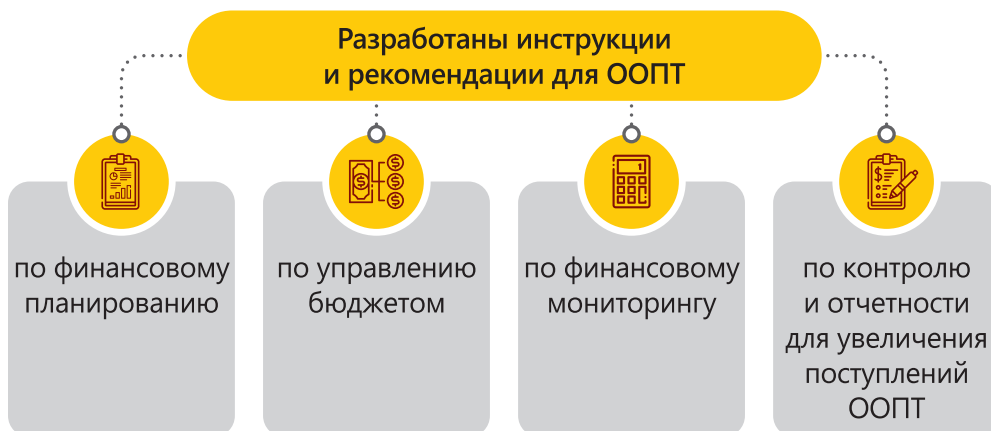 Разработаны инструкции
и рекомендации для ООПТ
по финансовому
планированию
по управлению
бюджетом
по финансовому
мониторингу
по контролю
и отчетности
для увеличения
поступлений
ООПТ